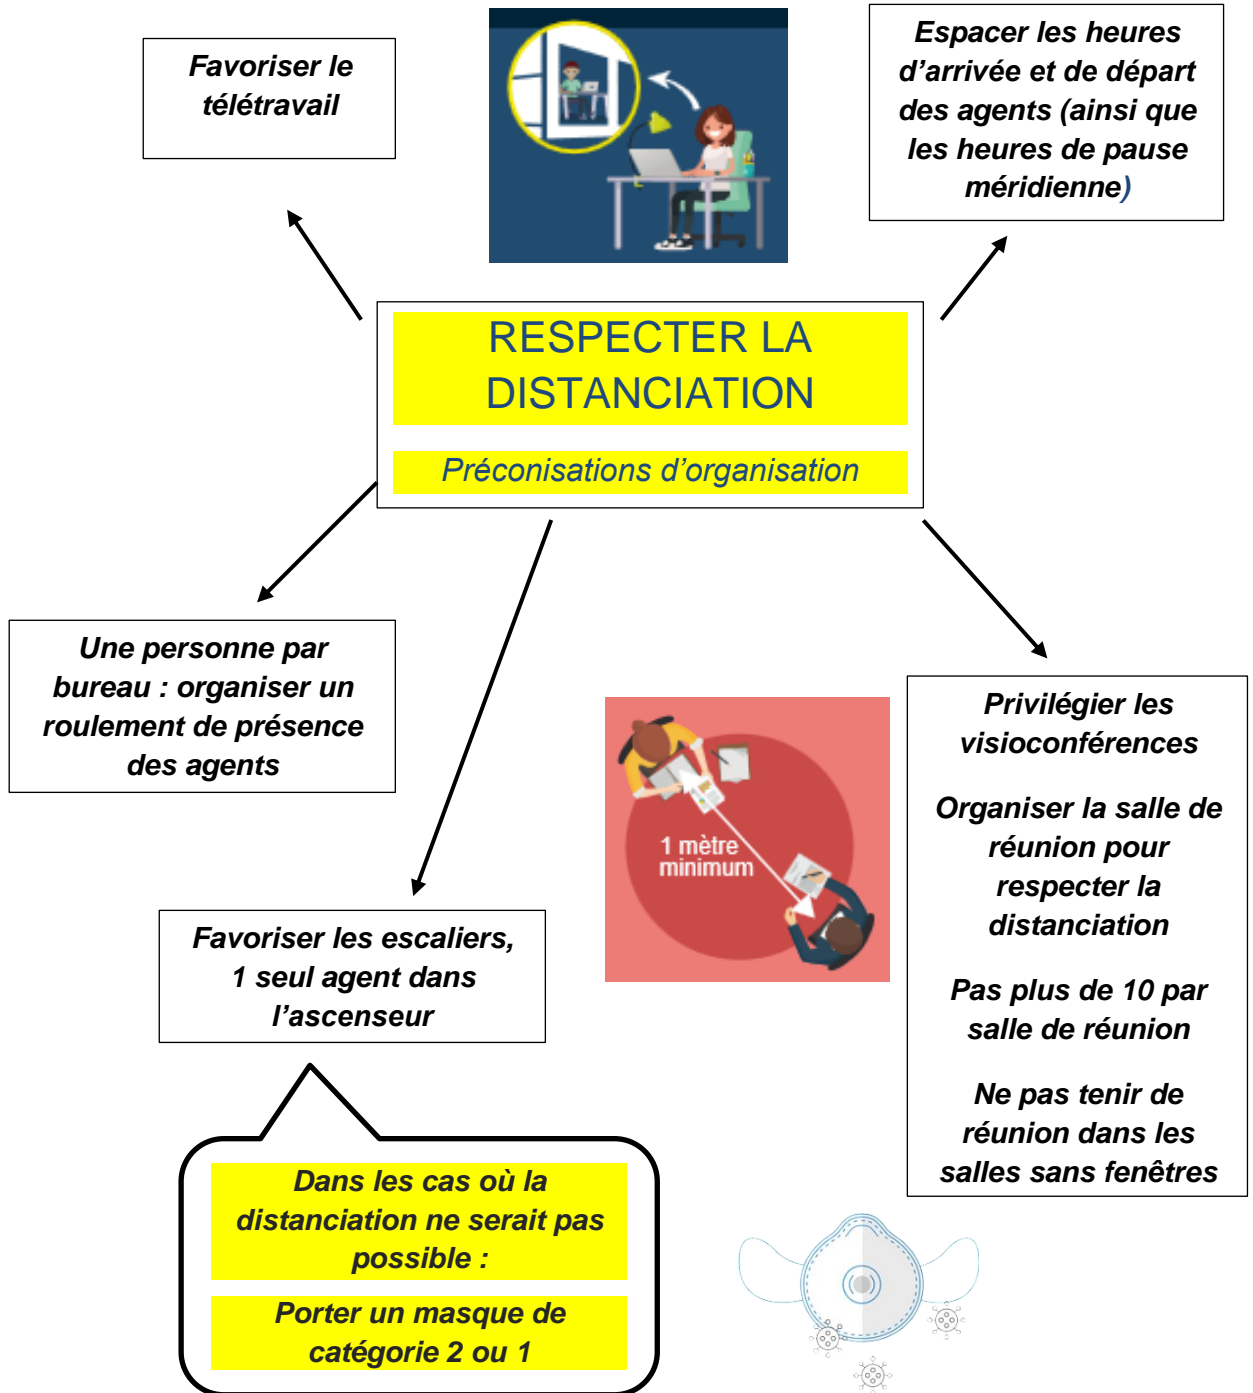 Favoriser le
télétravail
Espacer les heures
d’arrivée et de départ
des agents (ainsi que
les heures de pause
méridienne)
RESPECTER LA
DISTANCIATION
Préconisations d’organisation
Une personne par
bureau : organiser un
roulement de présence
des agents
1 mètre
minimum
Privilégier les
visioconférences
Organiser la salle de
réunion pour
respecter la
distanciation
Pas plus de 10 par
salle de réunion
Ne pas tenir de
réunion dans les
salles sans fenêtres
Favoriser les escaliers,
1 seul agent dans
l’ascenseur
Dans les cas où la
distanciation ne serait pas
possible :
Porter un masque de
catégorie 2 ou 1